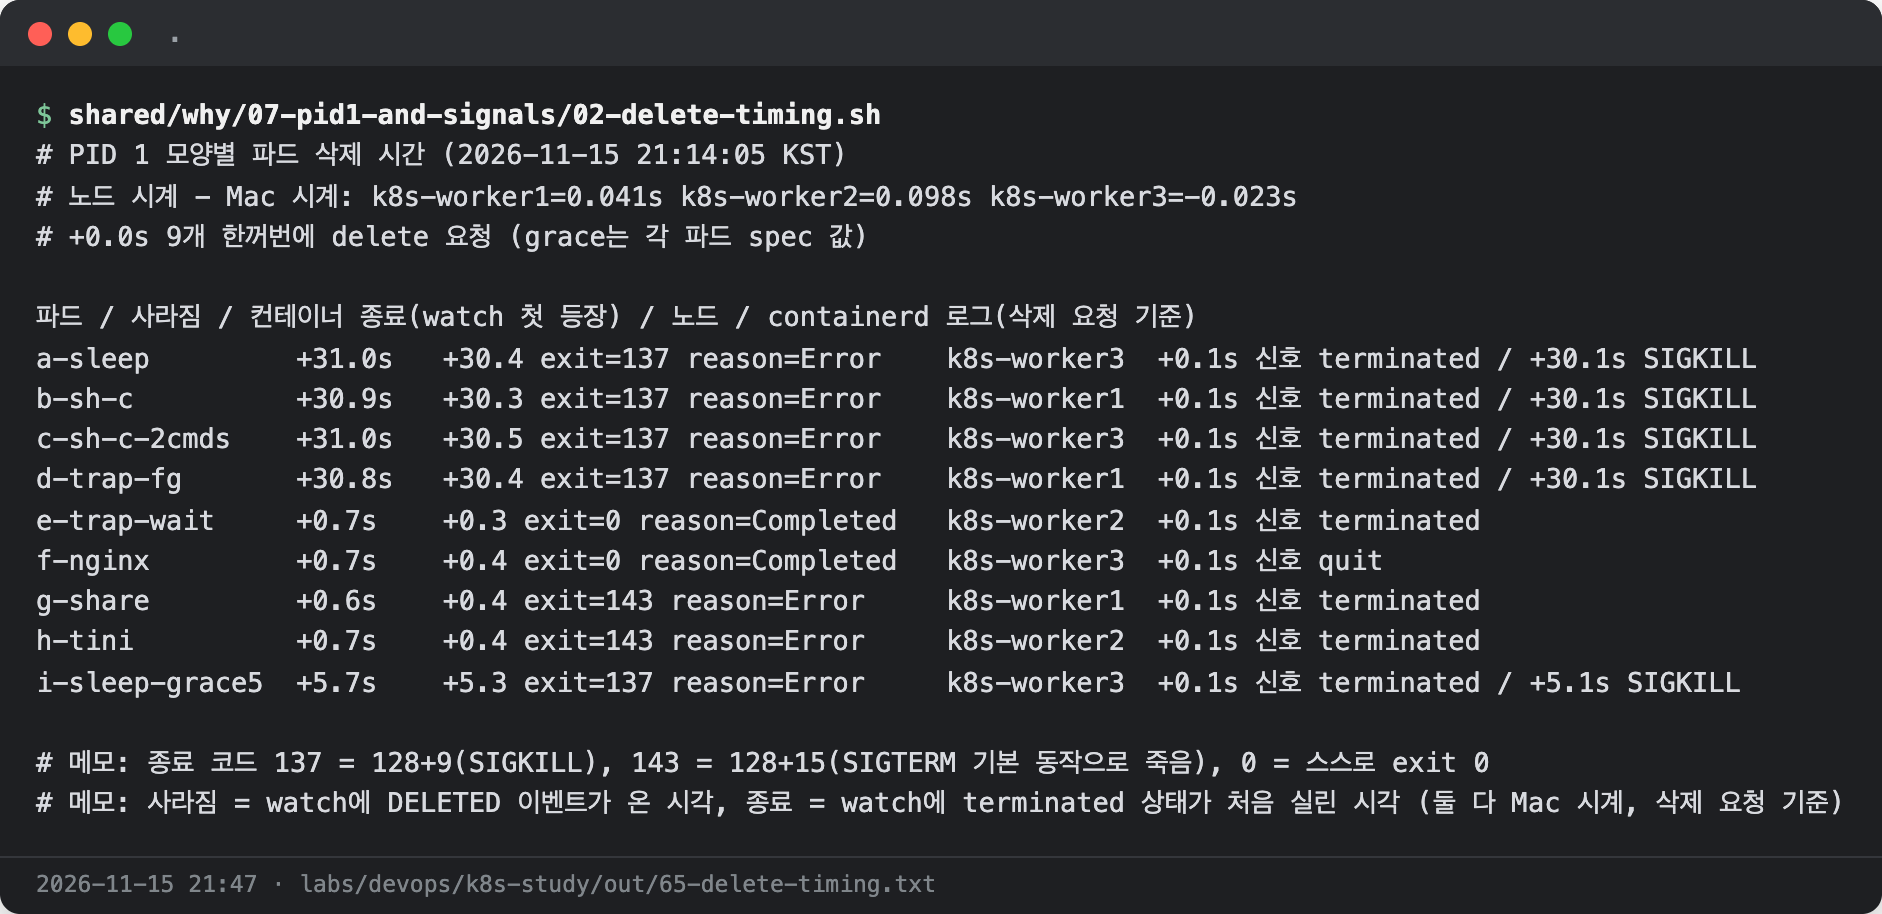 .
$ shared/why/07-pid1-and-signals/02-delete-timing.sh
# PID 1 모양별 파드 삭제 시간 (2026-11-15 21:14:05 KST)
# 노드 시계 - Mac 시계: k8s-worker1=0.041s k8s-worker2=0.098s k8s-worker3=-0.023s
# +0.0s 9개 한꺼번에 delete 요청 (grace는 각 파드 spec 값)
파드 / 사라짐 / 컨테이너 종료(watch 첫 등장) / 노드 / containerd 로그(삭제 요청 기준)
a-sleep +31.0s +30.4 exit=137 reason=Error k8s-worker3 +0.1s 신호 terminated / +30.1s SIGKILL
b-sh-c +30.9s +30.3 exit=137 reason=Error k8s-worker1 +0.1s 신호 terminated / +30.1s SIGKILL
c-sh-c-2cmds +31.0s +30.5 exit=137 reason=Error k8s-worker3 +0.1s 신호 terminated / +30.1s SIGKILL
d-trap-fg +30.8s +30.4 exit=137 reason=Error k8s-worker1 +0.1s 신호 terminated / +30.1s SIGKILL
e-trap-wait +0.7s +0.3 exit=0 reason=Completed k8s-worker2 +0.1s 신호 terminated
f-nginx +0.7s +0.4 exit=0 reason=Completed k8s-worker3 +0.1s 신호 quit
g-share +0.6s +0.4 exit=143 reason=Error k8s-worker1 +0.1s 신호 terminated
h-tini +0.7s +0.4 exit=143 reason=Error k8s-worker2 +0.1s 신호 terminated
i-sleep-grace5 +5.7s +5.3 exit=137 reason=Error k8s-worker3 +0.1s 신호 terminated / +5.1s SIGKILL
# 메모: 종료 코드 137 = 128+9(SIGKILL), 143 = 128+15(SIGTERM 기본 동작으로 죽음), 0 = 스스로 exit 0
# 메모: 사라짐 = watch에 DELETED 이벤트가 온 시각, 종료 = watch에 terminated 상태가 처음 실린 시각 (둘 다 Mac 시계, 삭제 요청 기준)
2026-11-15 21:47 · labs/devops/k8s-study/out/65-delete-timing.txt